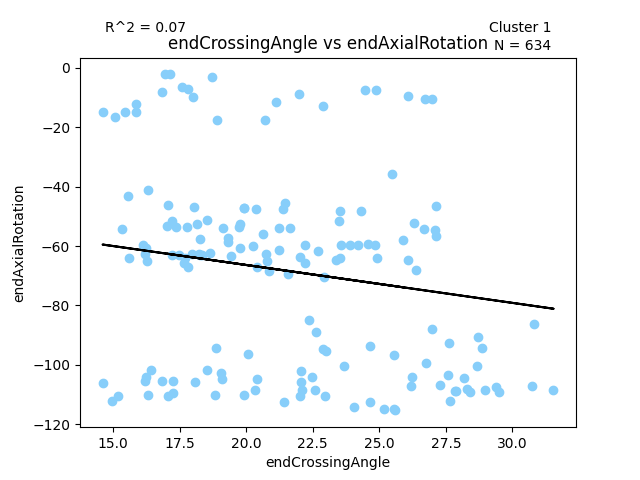 R^2 = 0.07
Cluster 1
endCrossingAngle vs endAxialRotation
N = 634
0
−20
−40
−60
−80
−100
−120
endAxialRotation
15.0 17.5 20.0 22.5 25.0 27.5 30.0
endCrossingAngle